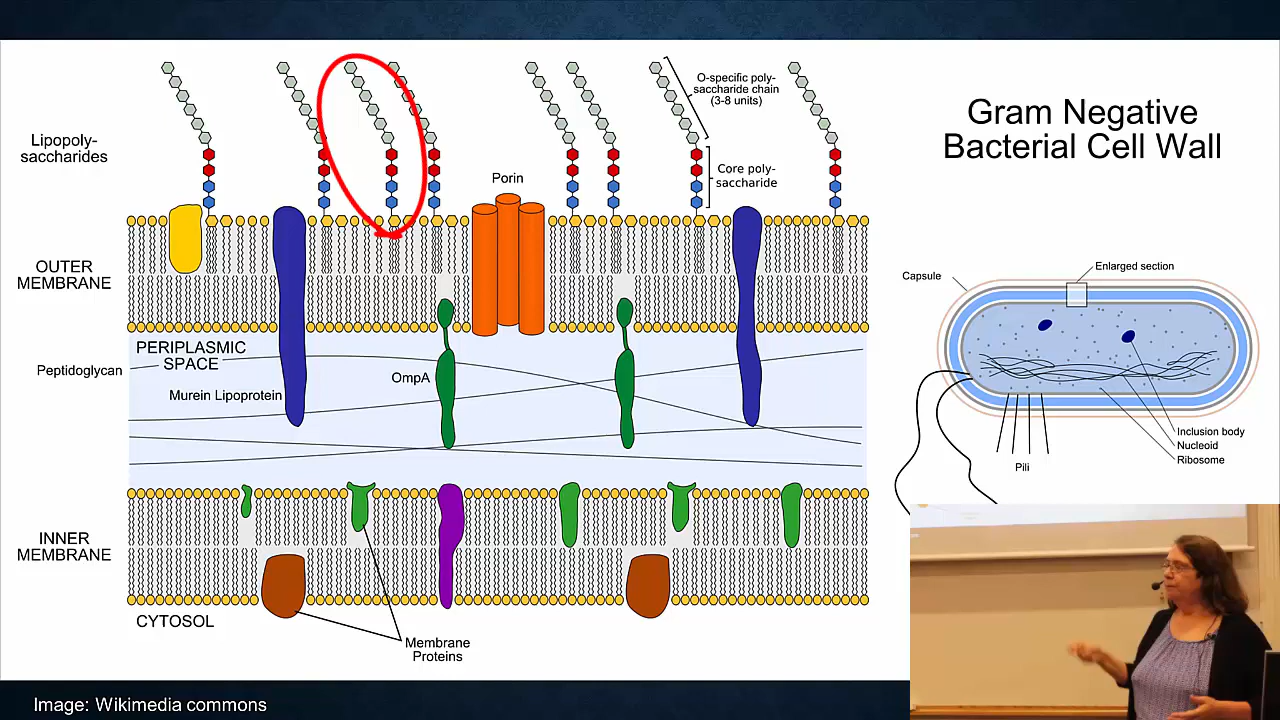 Gram Negative
Bacterial Cell Wall
Lipopoly-
saccharides
O-specific poly-
saccharide chain
(3-8 units)
Core poly-
saccharide
Porin
OUTER
MEMBRANE
PERIPLASMIC
SPACE
Peptidoglycan
Murein Lipoprotein
OmpA
INNER
MEMBRANE
CYTOSOL
Membrane
Proteins
Capsule
Enlarged section
Inclusion body
Nucleoid
Ribosome
Pili
Image: Wikimedia commons